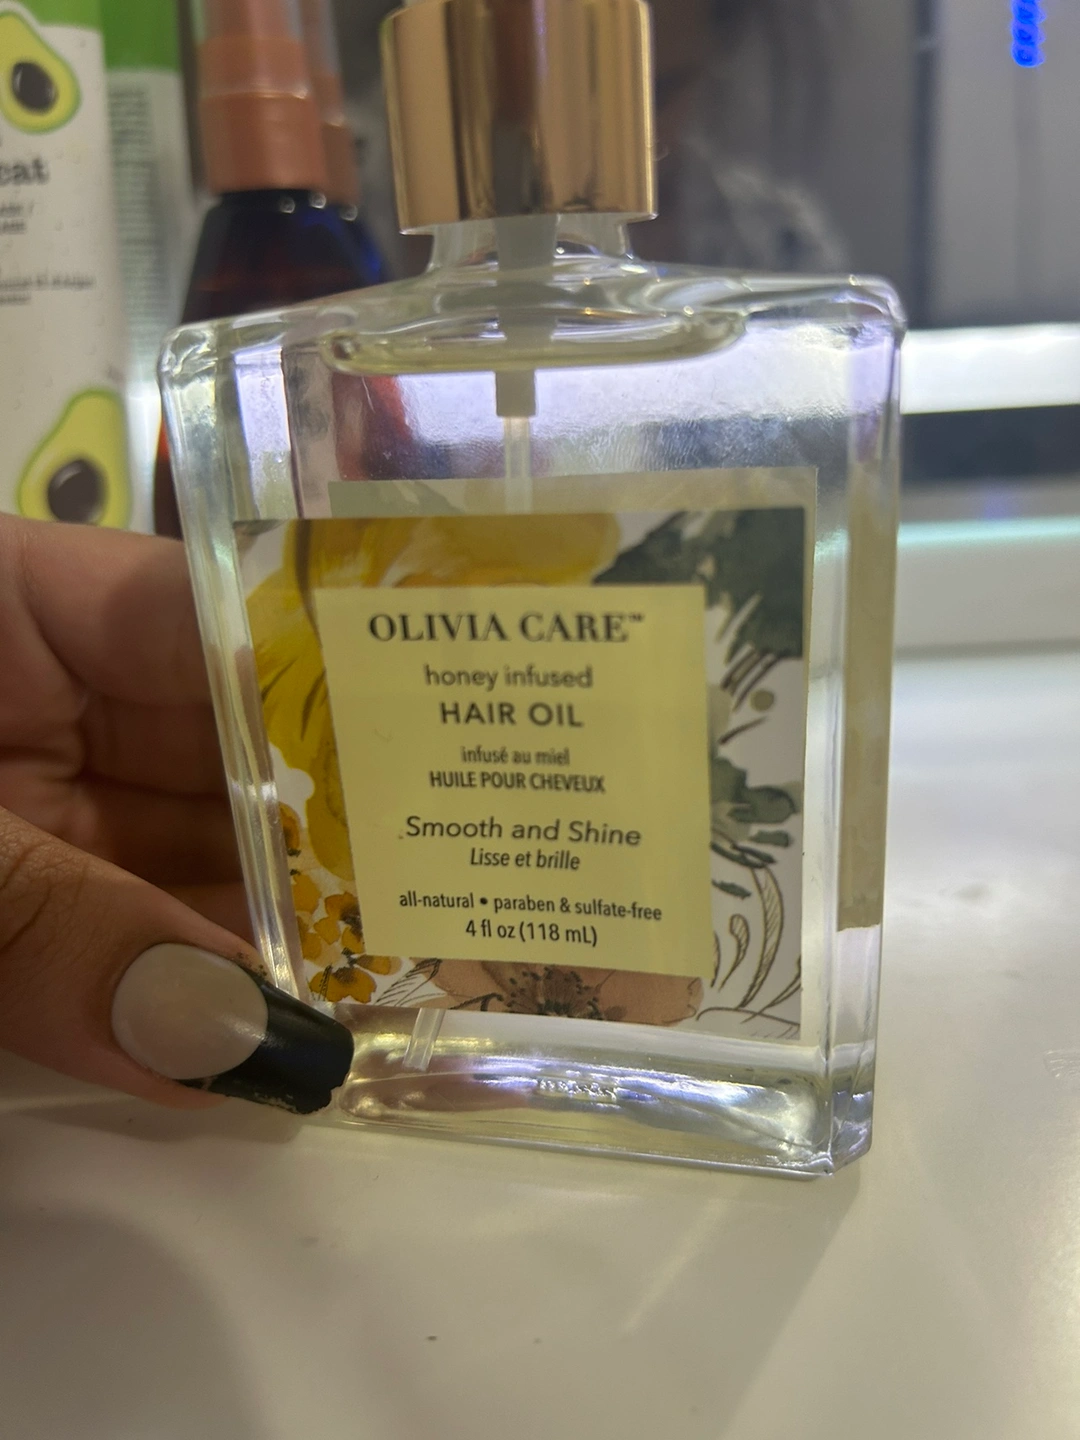 OLIVIA CARE™
honey infused
HAIR OIL
infusé au miel
HUILE POUR CHEVEUX
Smooth and Shine
Lisse et brille
all-natural • paraben & sulfate-free
4 fl oz (118 mL)
cat